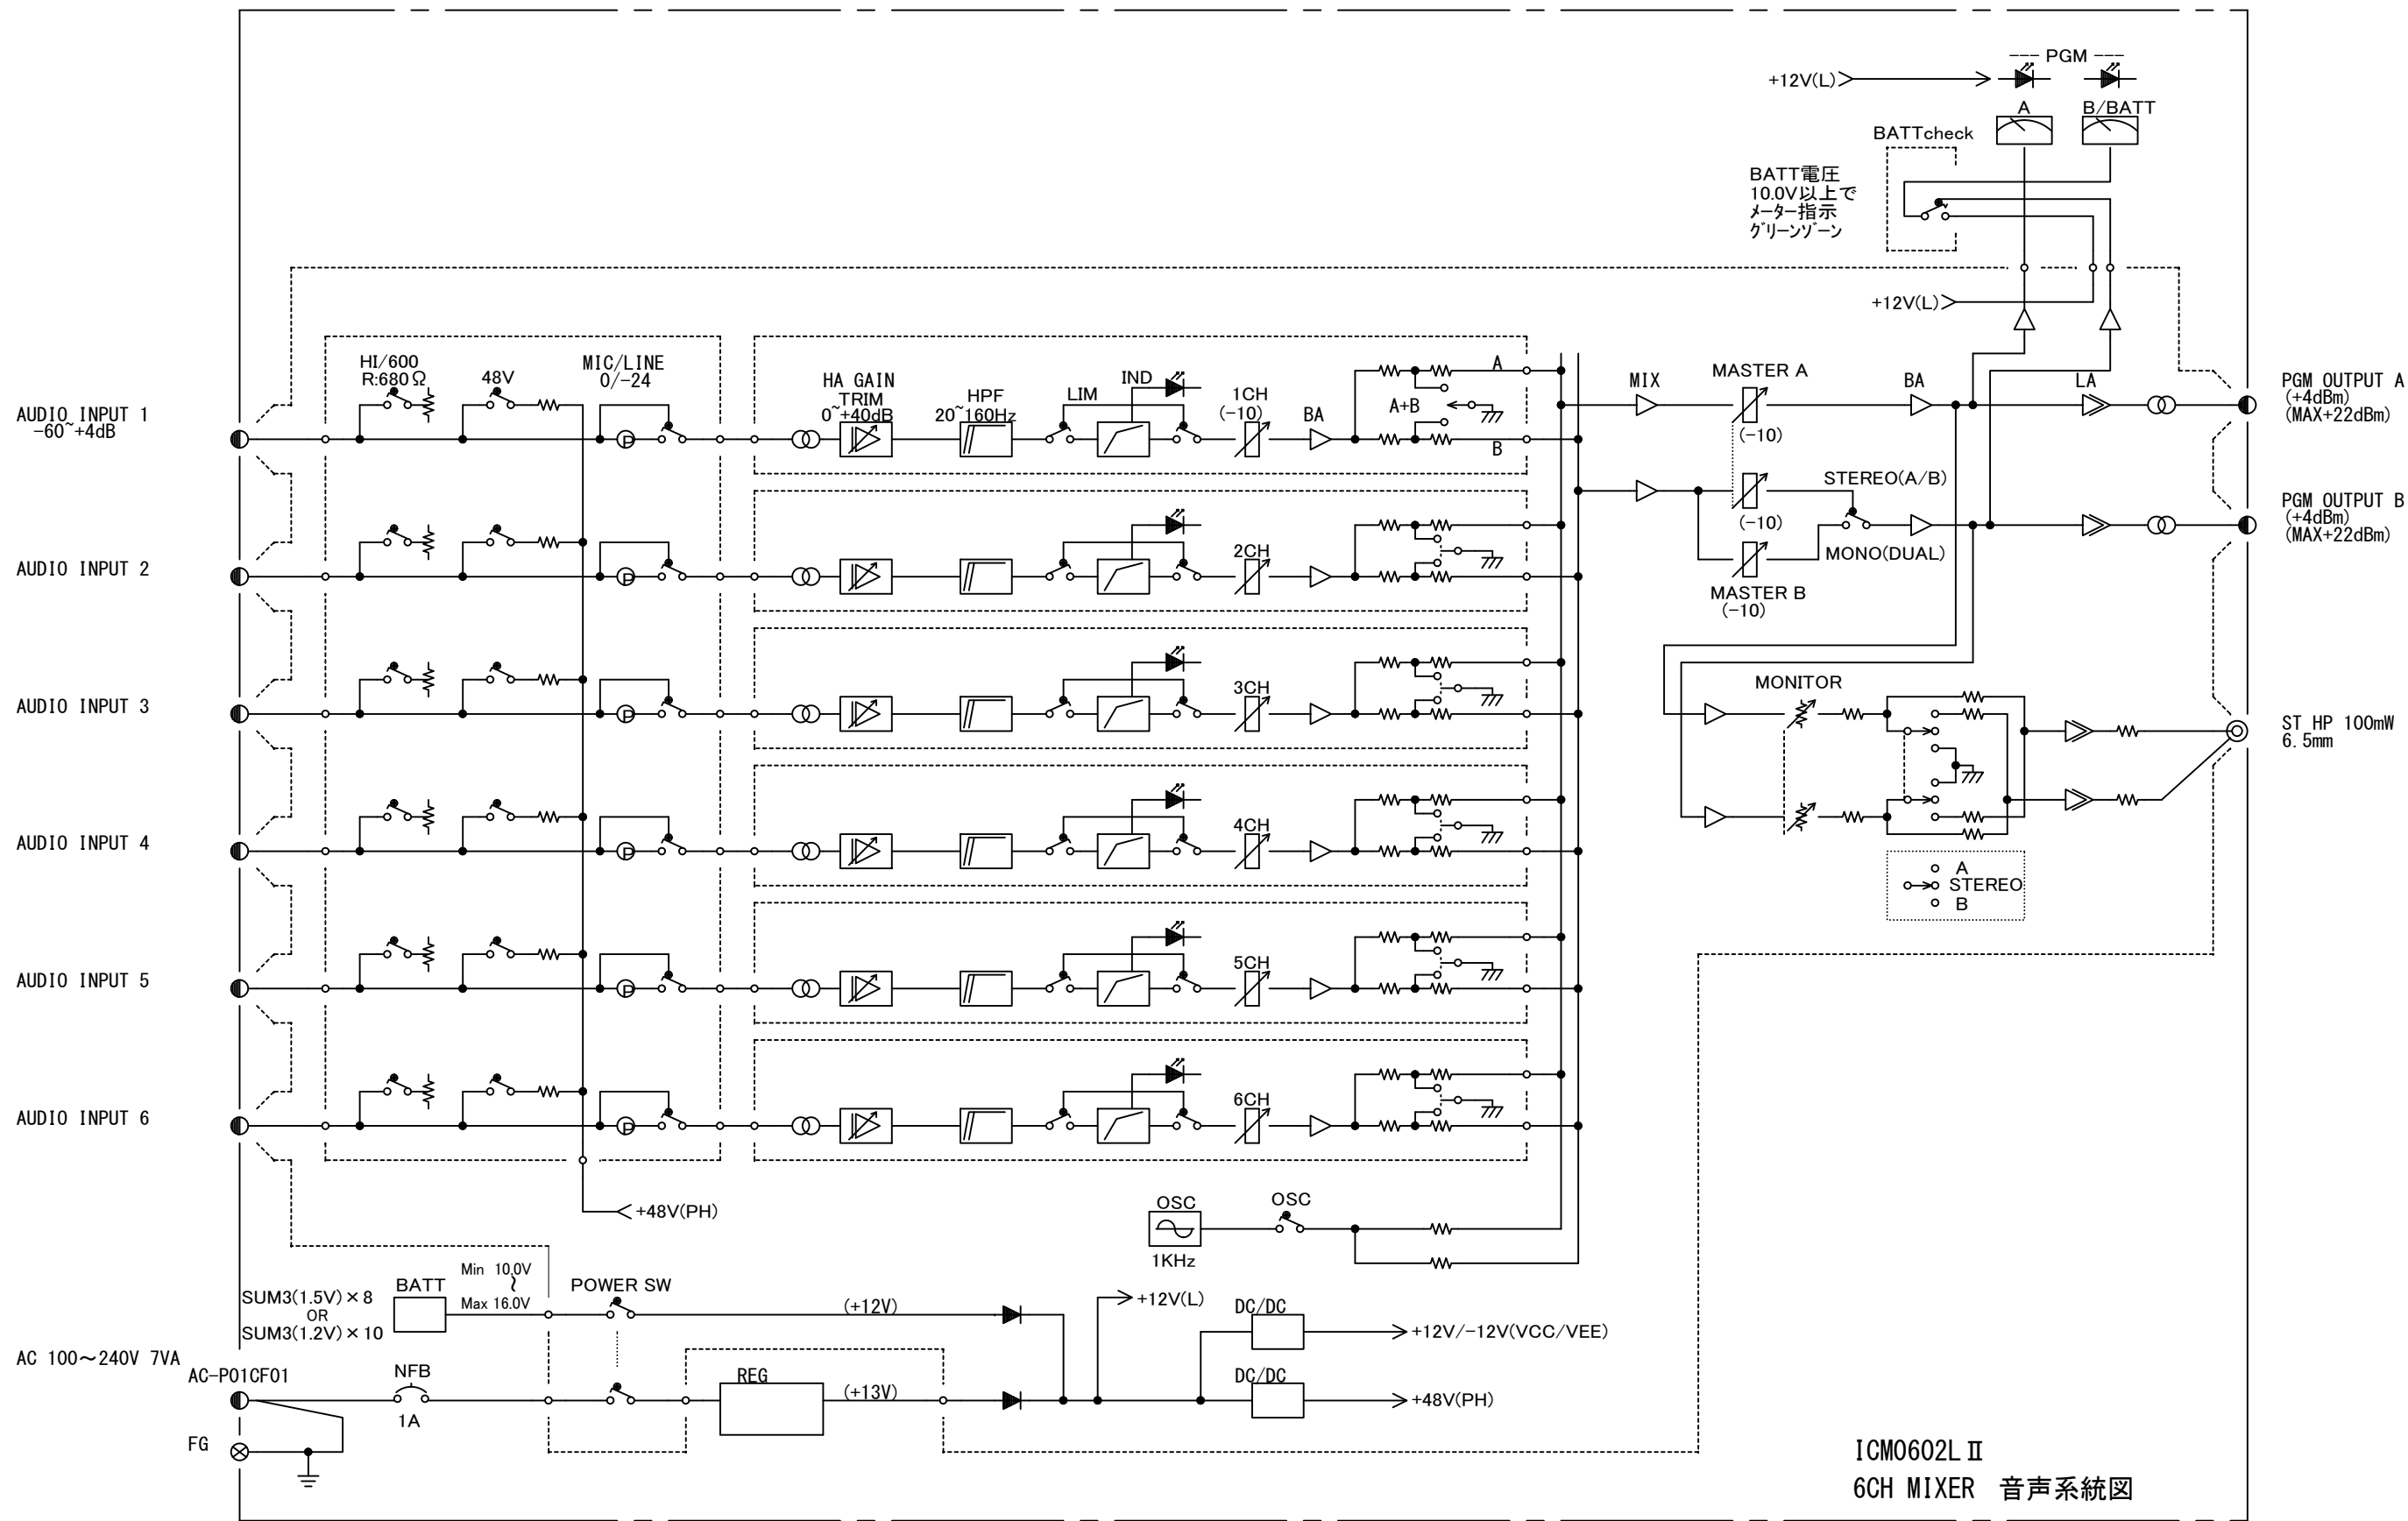 --- PGM ---
+12V(L)
A
B/BATT
BATTcheck
BATT電圧
10.0V以上で
メーター指示
グリーンゾーン
+12V(L)
HI/600
R:680Ω
48V
MIC/LINE
0/-24
HA GAIN
TRIM
0~+40dB
HPF
20~160Hz
LIM
IND
1CH
(-10)
BA
A
A+B
B
MIX
MASTER A
(-10)
BA
LA
PGM OUTPUT A
(+4dBm)
(MAX+22dBm)
AUDIO INPUT 1
-60~+4dB
STEREO(A/B)
(-10)
MONO(DUAL)
MASTER B
(-10)
PGM OUTPUT B
(+4dBm)
(MAX+22dBm)
AUDIO INPUT 2
2CH
AUDIO INPUT 3
3CH
MONITOR
ST HP 100mW
6.5mm
AUDIO INPUT 4
4CH
A
STEREO
B
AUDIO INPUT 5
5CH
AUDIO INPUT 6
6CH
P
P
P
P
P
P
+48V(PH)
OSC
1KHz
OSC
SUM3(1.5V)×8
OR
SUM3(1.2V)×10
BATT
Min 10.0V
~
Max 16.0V
POWER SW
(+12V)
+12V(L)
DC/DC
+12V/-12V(VCC/VEE)
AC 100~240V 7VA
AC-P01CF01
NFB
1A
REG
(+13V)
DC/DC
+48V(PH)
FG
ICM0602LⅡ
6CH MIXER 音声系統図